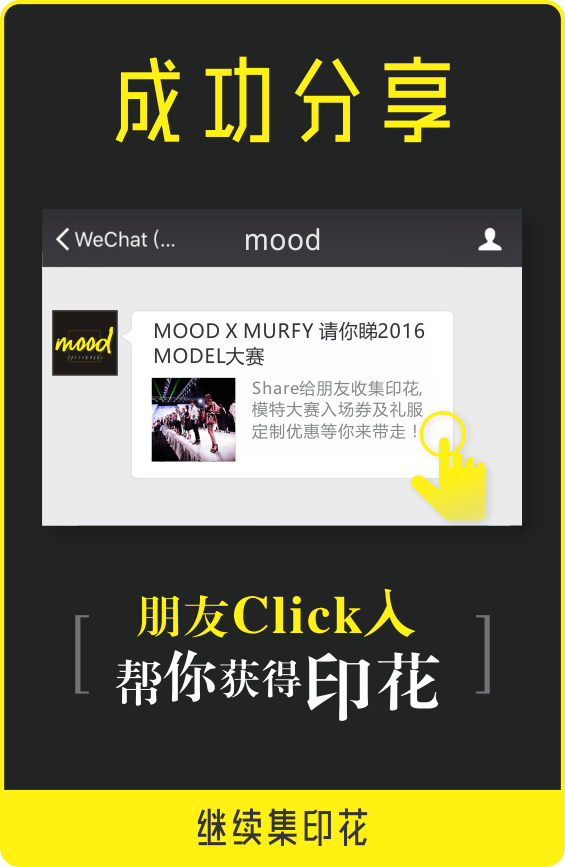 成功分享
WeChat (...
mood
mood
MOOD X MURFY 请你睇2016
MODEL大赛
Share给朋友收集印花,
模特大赛入场券及礼服
定制优惠等你来带走！
朋友Click入
帮你获得印花
继续集印花